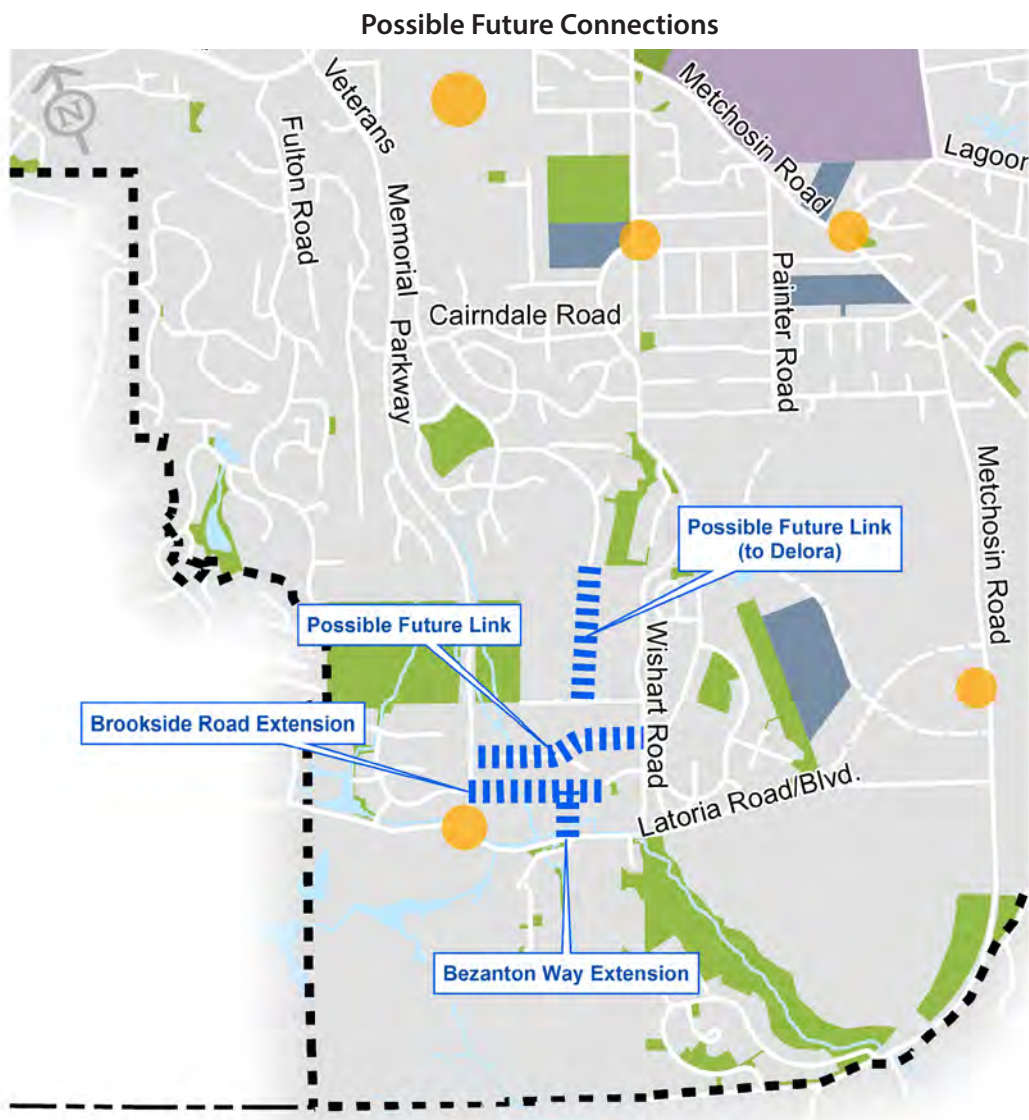 Possible Future Connections
N
Veterans
Memorial
Parkway
Fulton Road
Metchosin Road
Lagoon
Cairndale Road
Painter Road
Metchosin Road
Possible Future Link
(to Delora)
Possible Future Link
Wishart Road
Brookside Road Extension
Latoria Road/Blvd.
Bezanton Way Extension